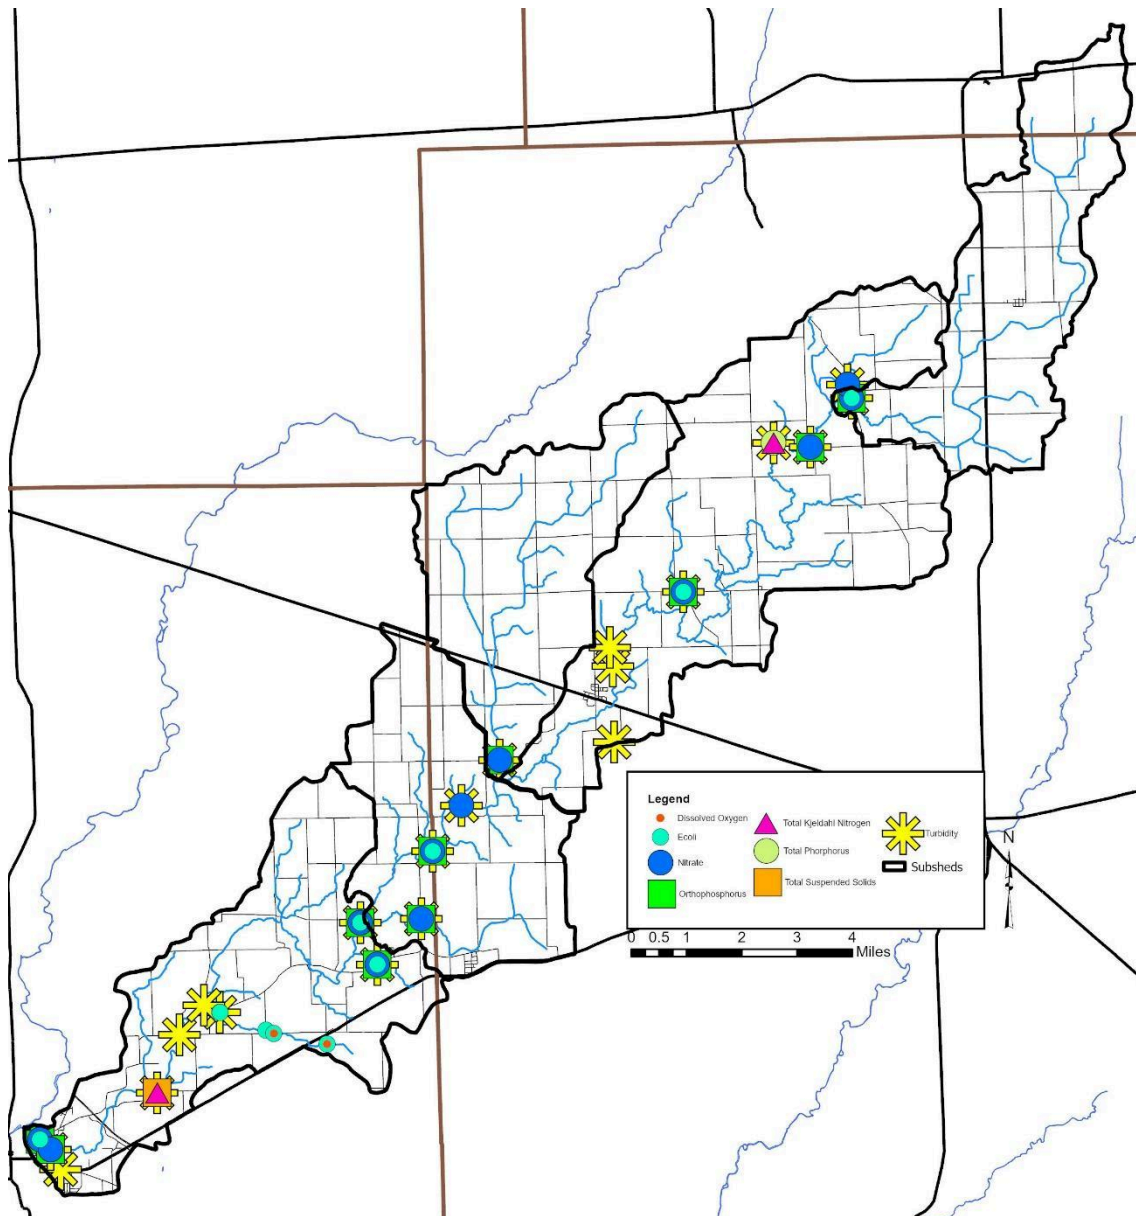 Legend
Dissolved Oxygen
Ecoli
Nitrate
Orthophosphorus
Total Kjeldahl Nitrogen
Total Phorphorus
Total Suspended Solids
Turbidity
Subsheds
N
0 0.5 1 2 3 4 Miles